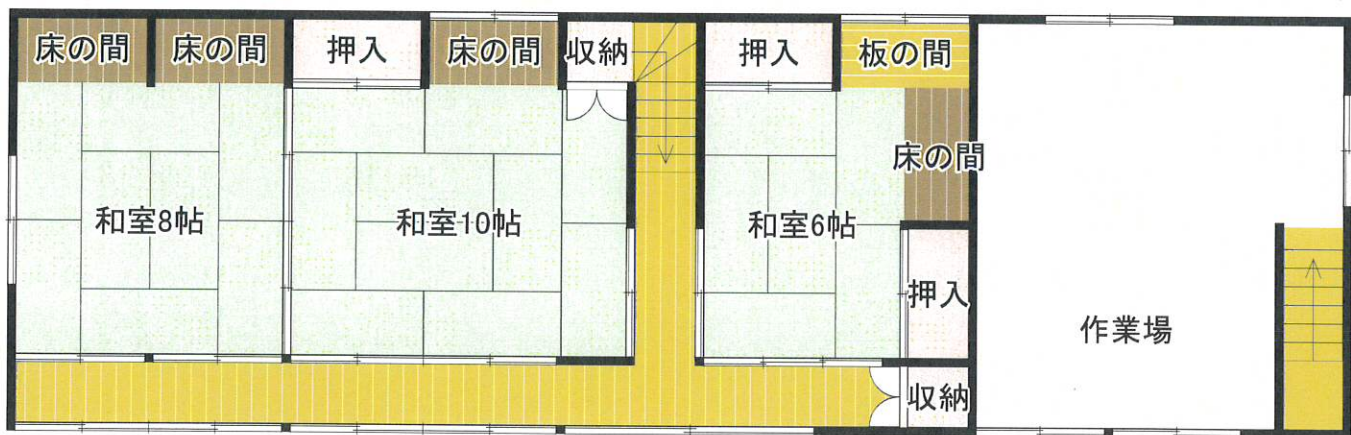 床の間
床の間
押入
床の間
収納
押入
板の間
床の間
和室8帖
和室10帖
和室6帖
押入
作業場
収納